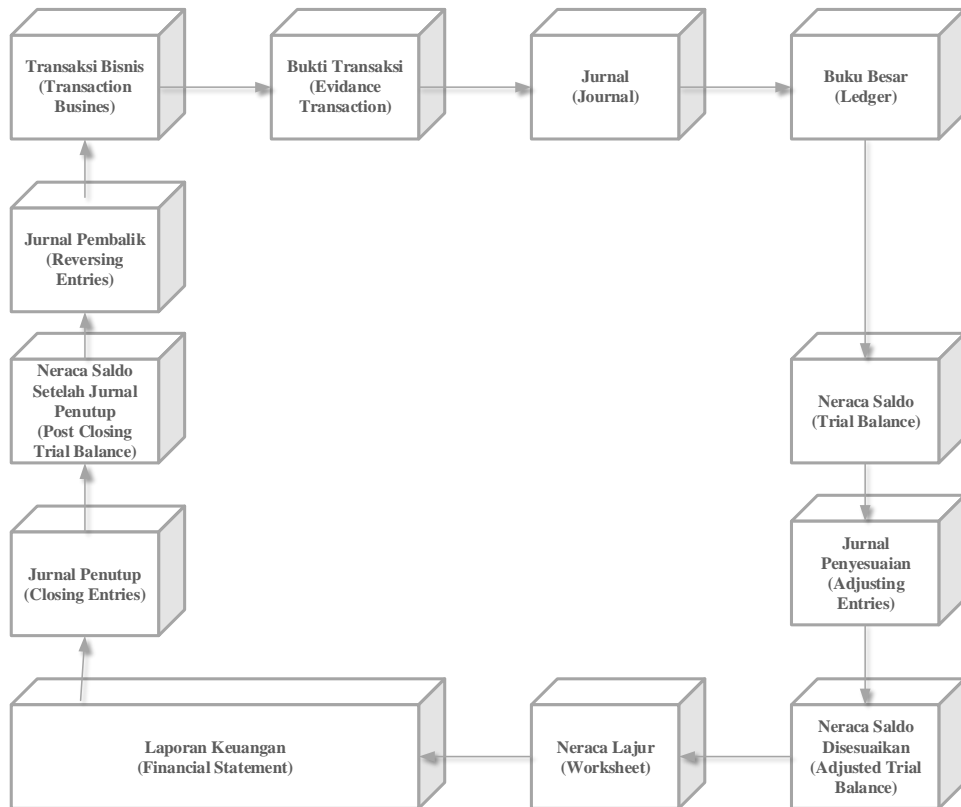 Transaksi Bisnis
(Transaction
Busines)
Bukti Transaksi
(Evidance
Transaction)
Jurnal
(Journal)
Buku Besar
(Ledger)
Neraca Saldo
(Trial Balance)
Jurnal
Penyesuaian
(Adjusting
Entries)
Neraca Saldo
Disesuaikan
(Adjusted Trial
Balance)
Neraca Lajur
(Worksheet)
Laporan Keuangan
(Financial Statement)
Jurnal Penutup
(Closing Entries)
Neraca Saldo
Setelah Jurnal
Penutup
(Post Closing
Trial Balance)
Jurnal Pembalik
(Reversing
Entries)